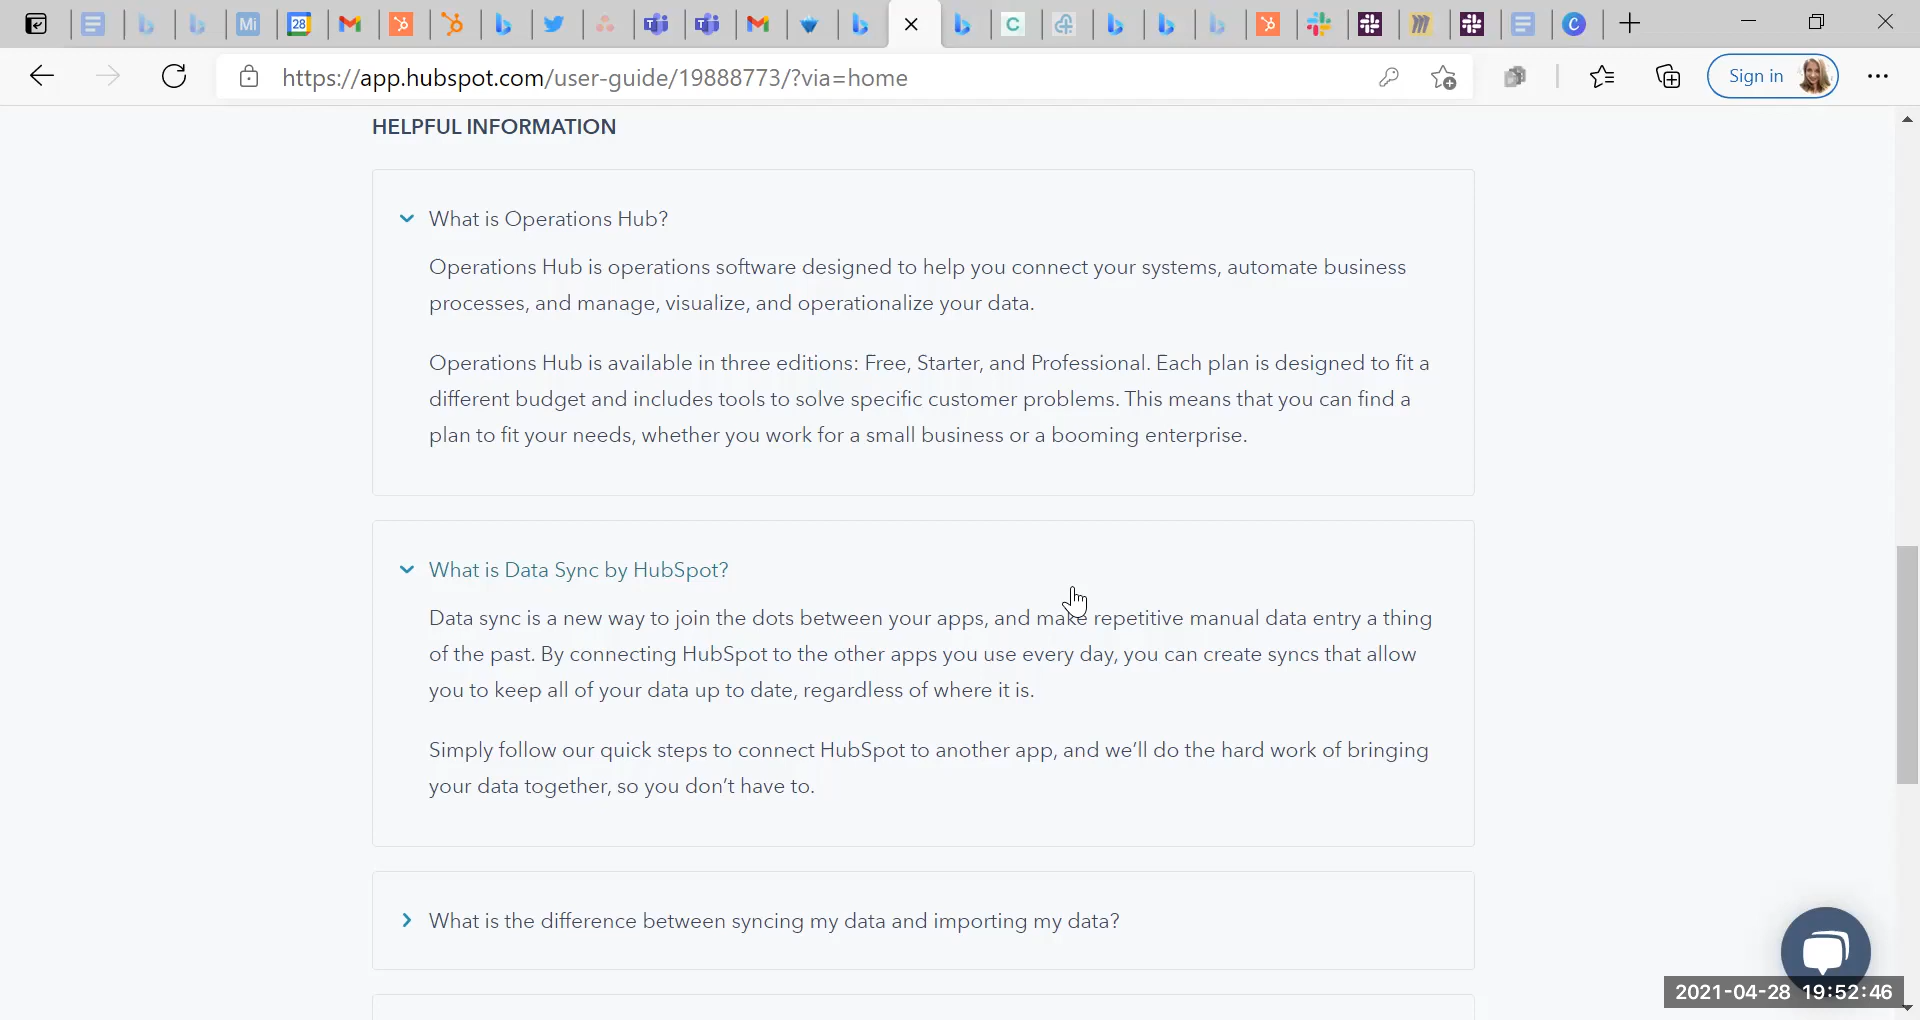 Mi
28
C
C
https://app.hubspot.com/user-guide/19888773/?via=home
Sign in
HELPFUL INFORMATION
What is Operations Hub?
Operations Hub is operations software designed to help you connect your systems, automate business
processes, and manage, visualize, and operationalize your data.
Operations Hub is available in three editions: Free, Starter, and Professional. Each plan is designed to fit a
different budget and includes tools to solve specific customer problems. This means that you can find a
plan to fit your needs, whether you work for a small business or a booming enterprise.
What is Data Sync by HubSpot?
Data sync is a new way to join the dots between your apps, and make repetitive manual data entry a thing
of the past. By connecting HubSpot to the other apps you use every day, you can create syncs that allow
you to keep all of your data up to date, regardless of where it is.
Simply follow our quick steps to connect HubSpot to another app, and we'll do the hard work of bringing
your data together, so you don't have to.
What is the difference between syncing my data and importing my data?
2021-04-28 19:52:46